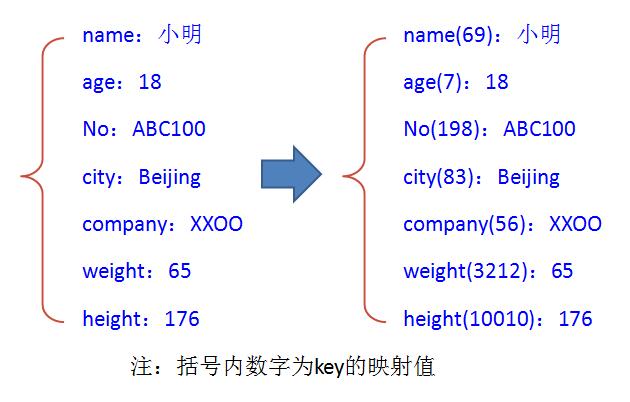 name：小明
age：18
No：ABC100
city：Beijing
company：XXOO
weight：65
height：176
name(69)：小明
age(7)：18
No(198)：ABC100
city(83)：Beijing
company(56)：XXOO
weight(3212)：65
height(10010)：176
注：括号内数字为key的映射值